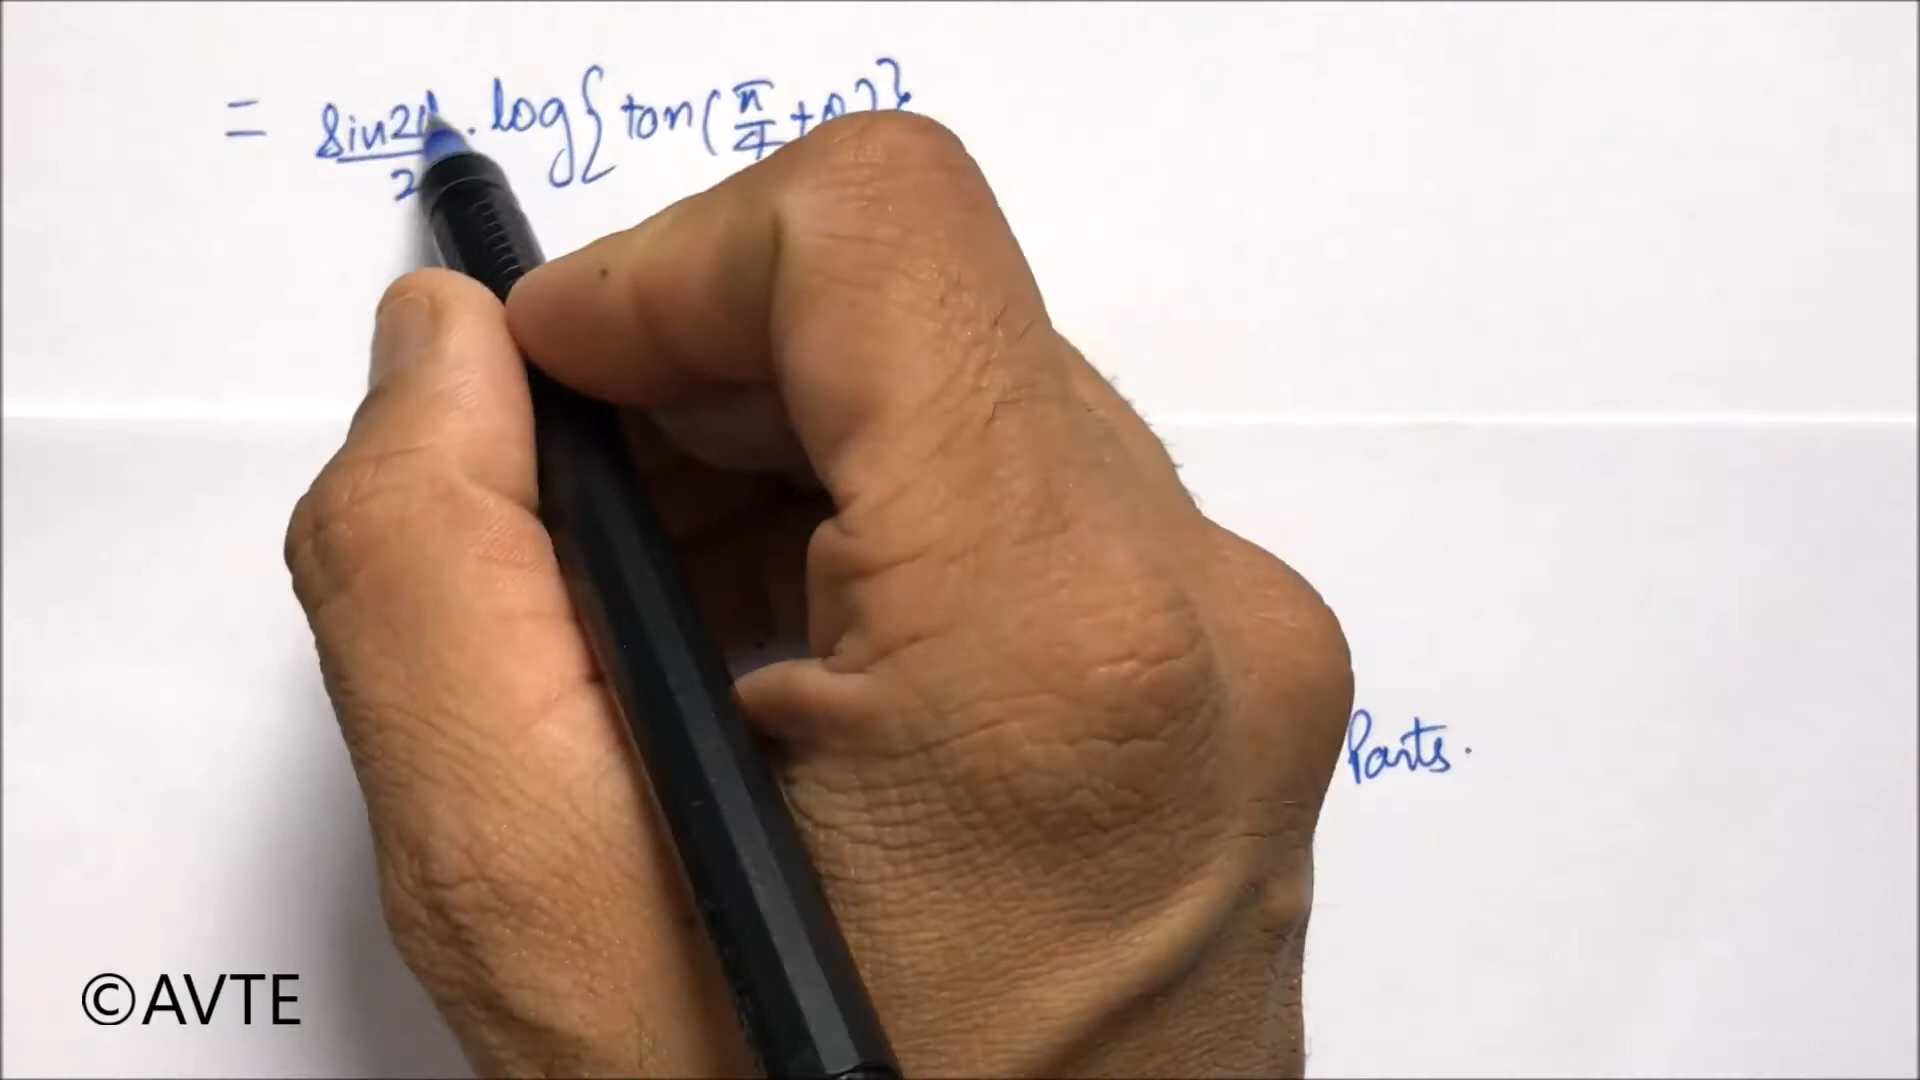 = sin2θ/2 . log{tan(π/4+θ)}
Parts.
©AVTE